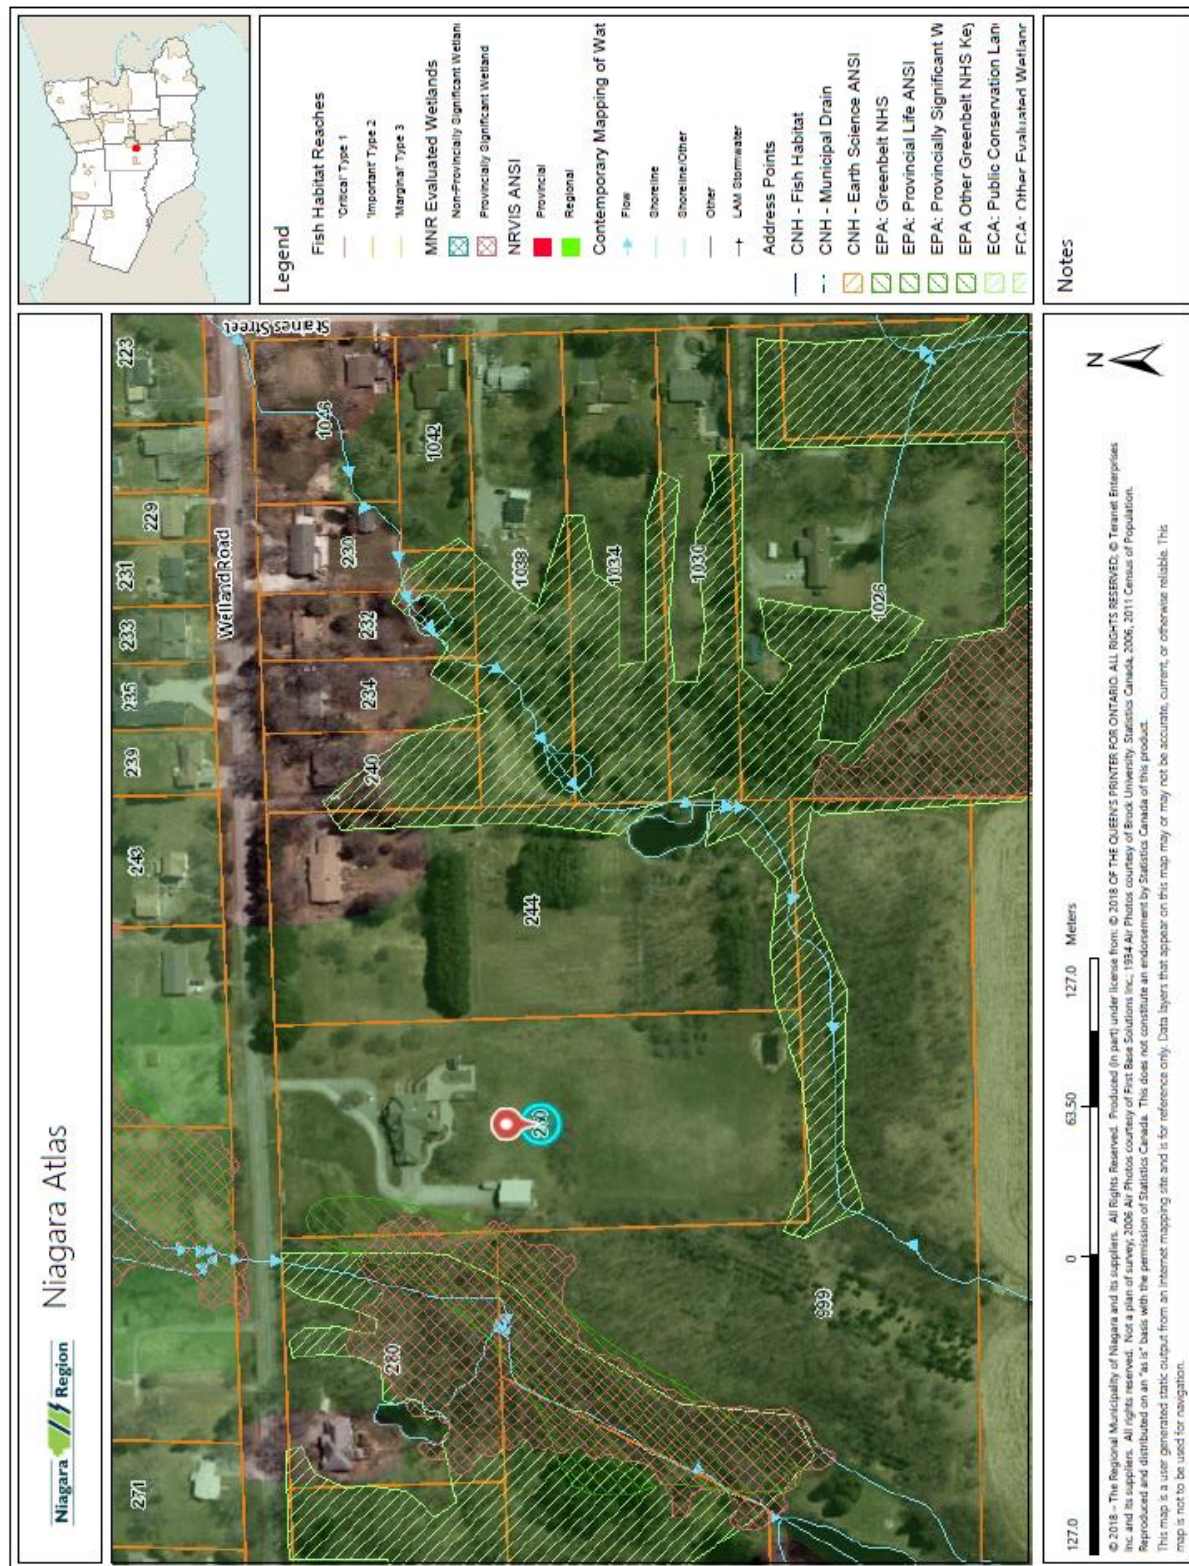 Niagara Region
Niagara Atlas
271
243
239
235
233
231
229
223
Welland Road
Stanes Street
260
240
234
232
230
1046
1042
1038
244
1034
1030
1026
999
Legend
Fish Habitat Reaches
'Critical' Type 1
'Important' Type 2
'Marginal' Type 3
MNR Evaluated Wetlands
Non-Provincially Significant Wetlan
Provincially Significant Wetland
NRVIS ANSI
Provincial
Regional
Contemporary Mapping of Wat
Flow
Shoreline
Shoreline/Other
Other
LAM Stormwater
Address Points
CNH - Fish Habitat
CNH - Municipal Drain
CNH - Earth Science ANSI
EPA: Greenbelt NHS
EPA: Provincial Life ANSI
EPA: Provincially Significant W
EPA Other Greenbelt NHS Key
ECA: Public Conservation Lan
ECA: Other Evaluated Wetland
127.0
0
63.50
127.0
Meters
N
Notes
© 2018 - The Regional Municipality of Niagara and its suppliers. All Rights Reserved. Produced (in part) under license from: © 2018 OF THE QUEEN'S PRINTER FOR ONTARIO. ALL RIGHTS RESERVED; © Teranet Enterprises
Inc. and its suppliers. All rights reserved. Not a plan of survey; 2006 Air Photos courtesy of First Base Solutions Inc.; 1934 Air Photos courtesy of Brock University. Statistics Canada, 2006, 2011 Census of Population.
Reproduced and distributed on an "as is" basis with the permission of Statistics Canada. This does not constitute an endorsement by Statistics Canada of this product.
This map is a user generated static output from an Internet mapping site and is for reference only. Data layers that appear on this map may or may not be accurate, current, or otherwise reliable. This
map is not to be used for navigation.